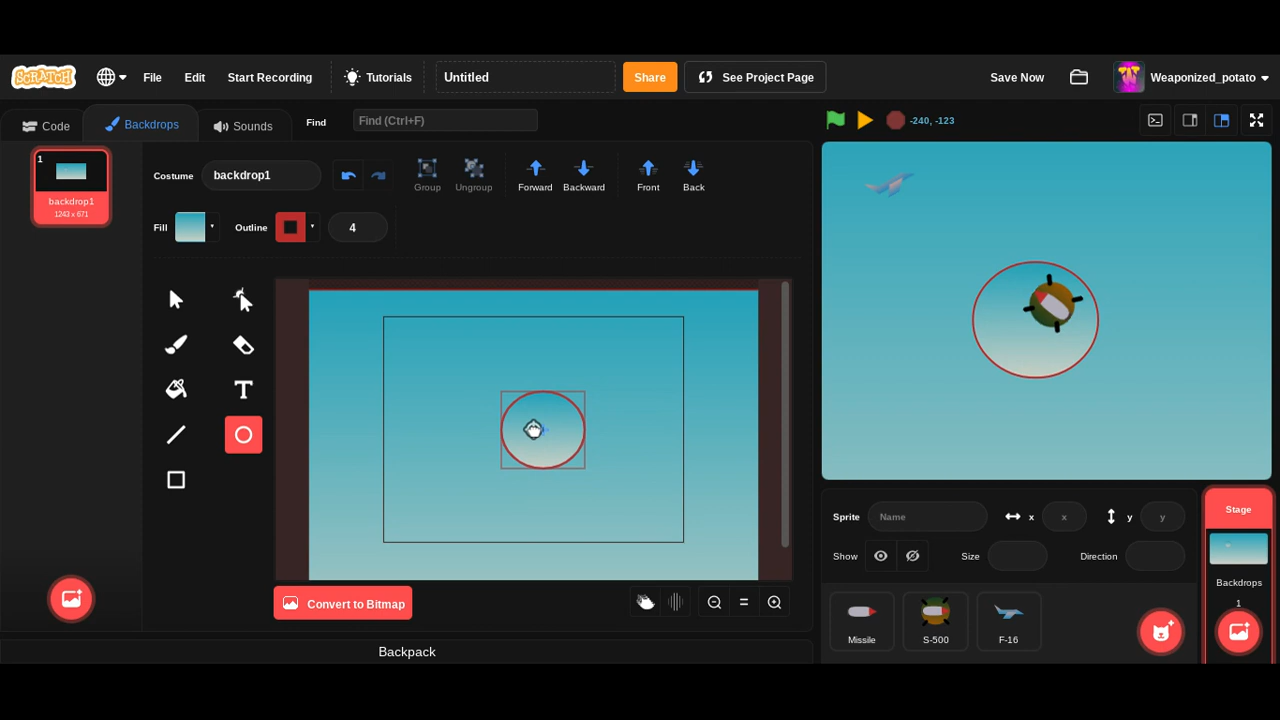 SCRATCH File Edit Start Recording Tutorials Untitled Share See Project Page Save Now Weaponized_potato
Code Backdrops Sounds Find Find (Ctrl+F) -240, -123
1
backdrop1
1243 x 671
Costume backdrop1 Group Ungroup Forward Backward Front Back
Fill Outline 4
Convert to Bitmap
Backpack
Sprite Name x x y y
Show Size Direction
Missile S-500 F-16
Stage
Backdrops
1